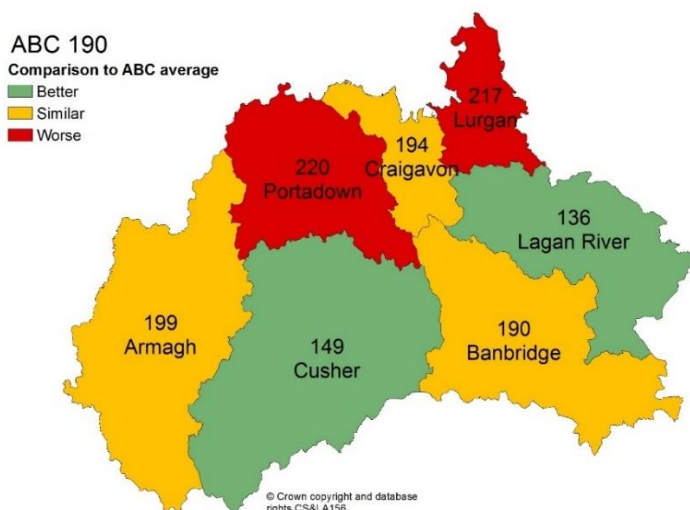 ABC 190
Comparison to ABC average
Better
Similar
Worse
217
Lurgan
194
Craigavon
220
Portadown
136
Lagan River
199
Armagh
190
Banbridge
149
Cusher
© Crown copyright and database
rights CS&LA156